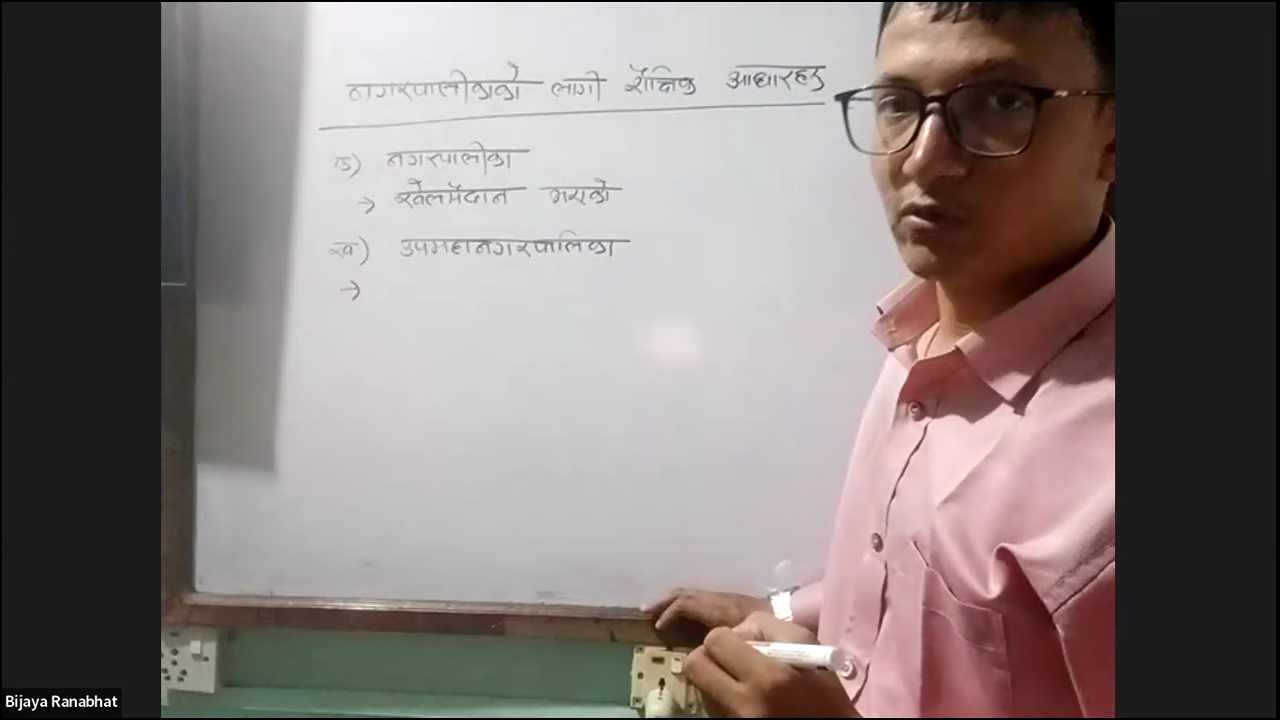 नगरपालीकाको लागी शैक्षिक आधारहरु
क) नगरपालीका
→ खेलमैदान भएको
ख) उपमहानगरपालिका
→
Bijaya Ranabhat